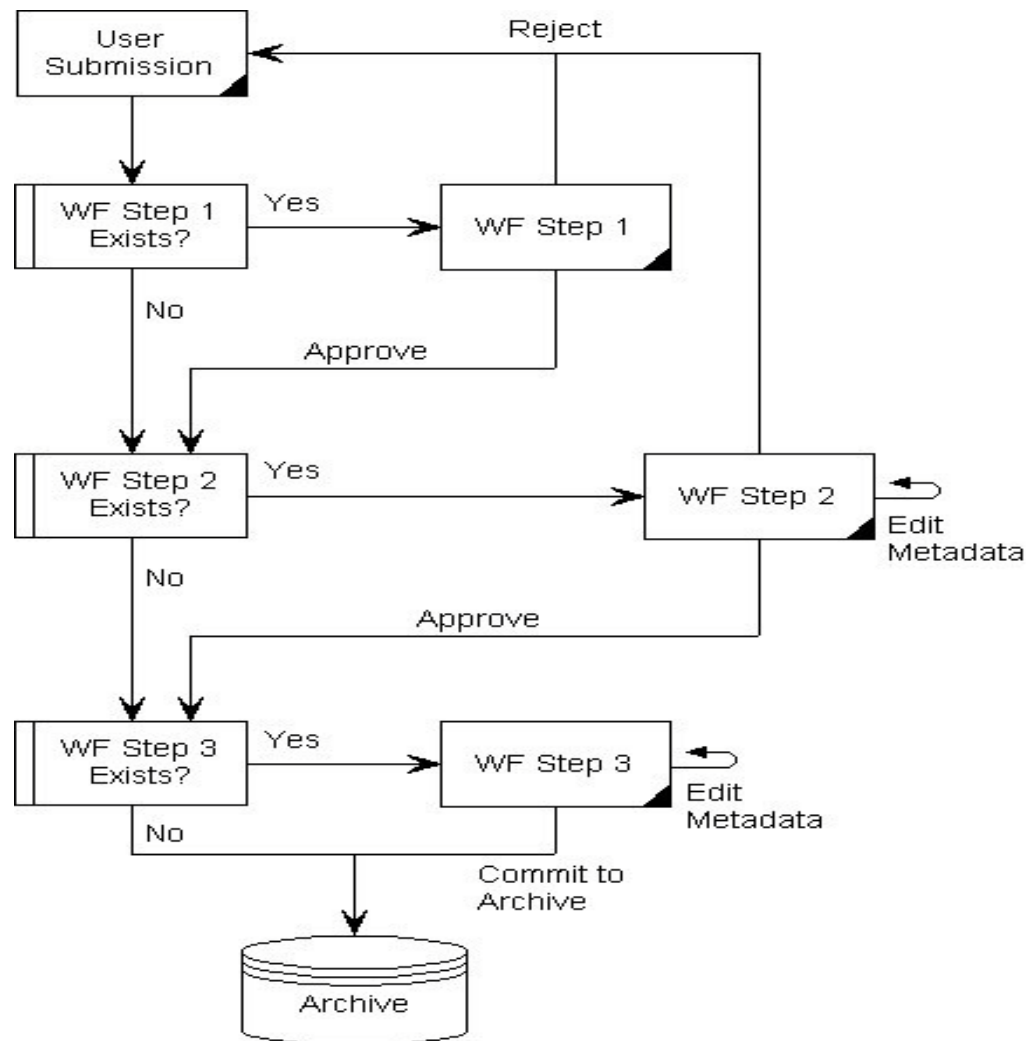 User
Submission
Reject
WF Step 1
Exists?
Yes
WF Step 1
No
Approve
WF Step 2
Exists?
Yes
WF Step 2
Edit
Metadata
No
Approve
WF Step 3
Exists?
Yes
WF Step 3
Edit
Metadata
No
Commit to
Archive
Archive